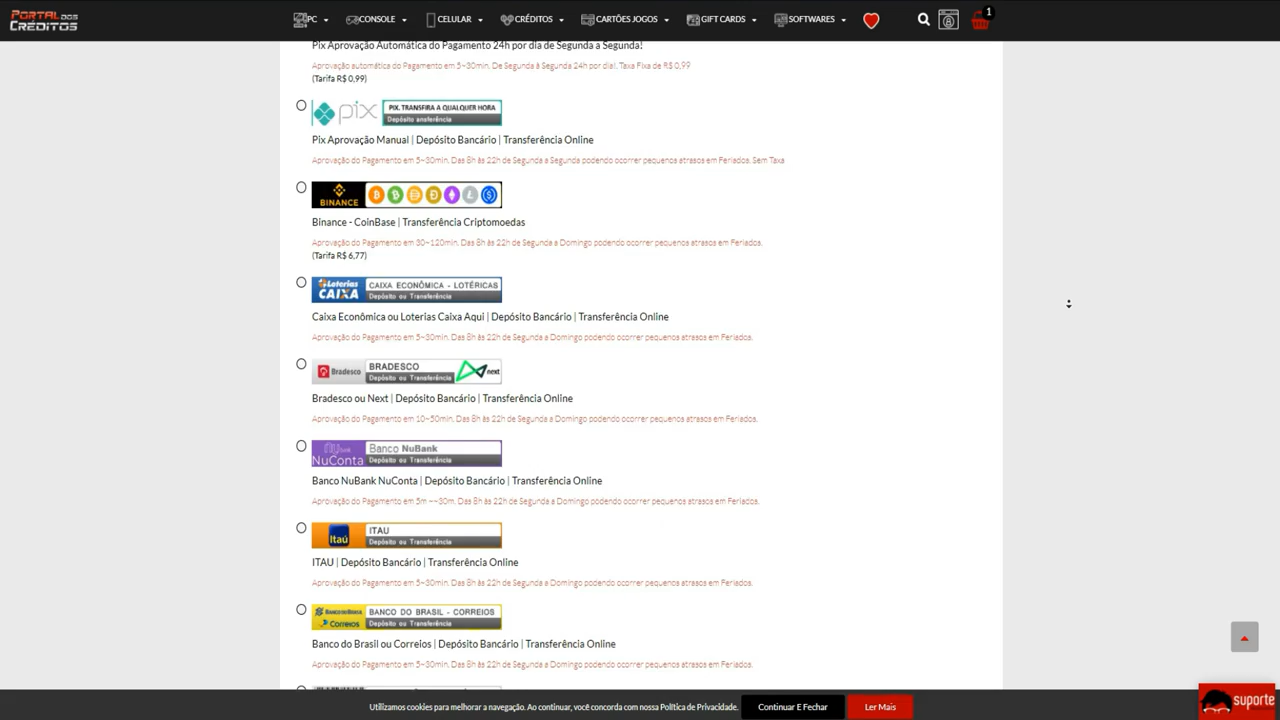 PORTAL DOS CRÉDITOS
PC CONSOLE CELULAR CRÉDITOS CARTÕES JOGOS GIFT CARDS SOFTWARES 1
Pix Aprovação Automática do Pagamento 24h por dia de Segunda a Segunda!
Aprovação automática do Pagamento em 5~30min. De Segunda à Segunda 24h por dia!. Taxa Fixa de R$ 0,99
(Tarifa R$ 0,99)
pix PIX. TRANSFIRA A QUALQUER HORA
Depósito ansferência
Pix Aprovação Manual | Depósito Bancário | Transferência Online
Aprovação do Pagamento em 5~30min. Das 8h às 22h de Segunda a Segunda podendo ocorrer pequenos atrasos em Feriados. Sem Taxa
BINANCE
Binance - CoinBase | Transferência Criptomoedas
Aprovação do Pagamento em 30~120min. Das 8h às 22h de Segunda a Domingo podendo ocorrer pequenos atrasos em Feriados.
(Tarifa R$ 6,77)
Loterias CAIXA CAIXA ECONÔMICA - LOTÉRICAS
Depósito ou Transferência
Caixa Econômica ou Loterias Caixa Aqui | Depósito Bancário | Transferência Online
Aprovação do Pagamento em 5~30min. Das 8h às 22h de Segunda a Domingo podendo ocorrer pequenos atrasos em Feriados.
Bradesco BRADESCO next
Depósito ou Transferência
Bradesco ou Next | Depósito Bancário | Transferência Online
Aprovação do Pagamento em 10~50min. Das 8h às 22h de Segunda a Domingo podendo ocorrer pequenos atrasos em Feriados.
NuConta Banco NuBank
Depósito ou Transferência
Banco NuBank NuConta | Depósito Bancário | Transferência Online
Aprovação do Pagamento em 5m ~~30m. Das 8h às 22h de Segunda a Domingo podendo ocorrer pequenos atrasos em Feriados.
Itaú ITAU
Depósito ou Transferência
ITAU | Depósito Bancário | Transferência Online
Aprovação do Pagamento em 5~30min. Das 8h às 22h de Segunda a Domingo podendo ocorrer pequenos atrasos em Feriados.
BANCO DO BRASIL Correios BANCO DO BRASIL - CORREIOS
Depósito ou Transferência
Banco do Brasil ou Correios | Depósito Bancário | Transferência Online
Aprovação do Pagamento em 5~30min. Das 8h às 22h de Segunda a Domingo podendo ocorrer pequenos atrasos em Feriados.
Utilizamos cookies para melhorar a navegação. Ao continuar, você concorda com nossa Política de Privacidade. Continuar E Fechar Ler Mais
suporte